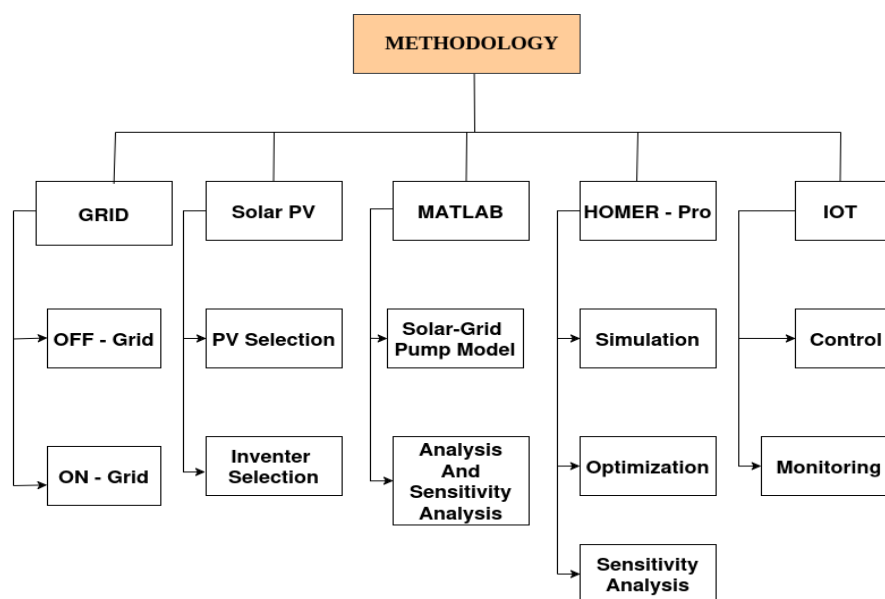 METHODOLOGY
GRID
Solar PV
MATLAB
HOMER - Pro
IOT
OFF - Grid
PV Selection
Solar-Grid
Pump Model
Simulation
Control
ON - Grid
Inventer
Selection
Analysis
And
Sensitivity
Analysis
Optimization
Monitoring
Sensitivity
Analysis